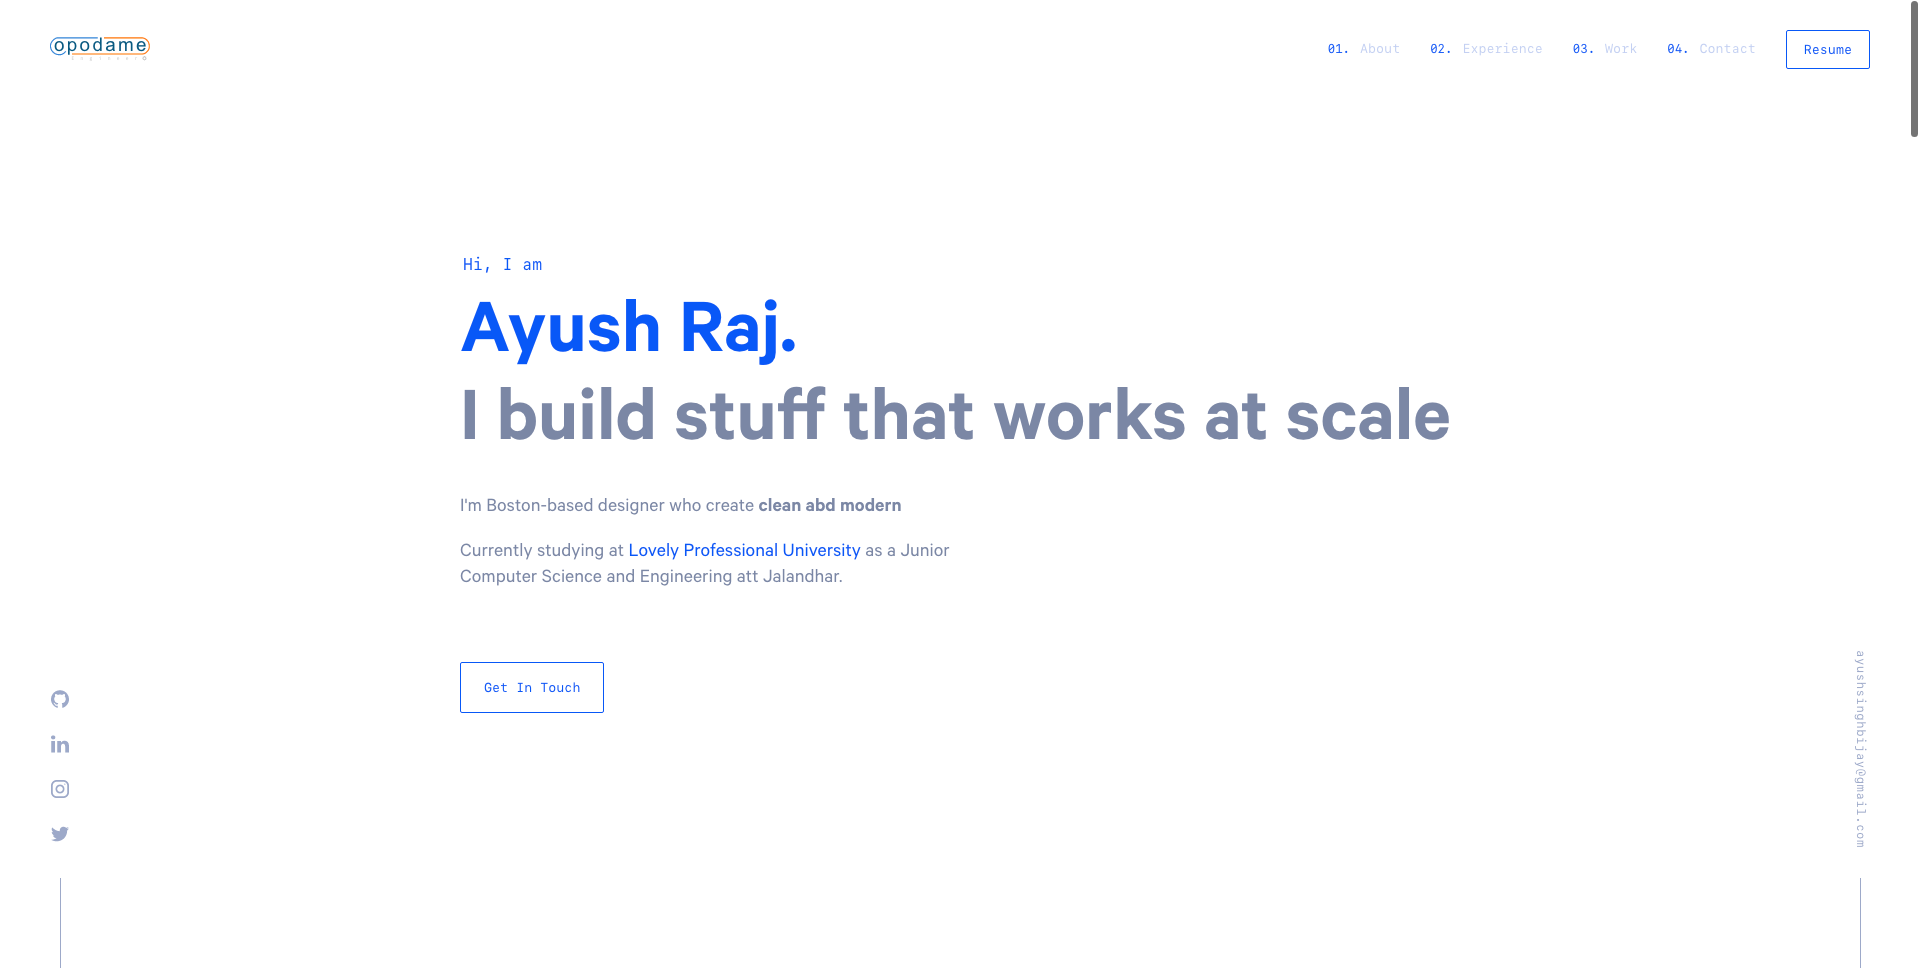 opodame
01. About 02. Experience 03. Work 04. Contact Resume
Hi, I am
Ayush Raj.
I build stuff that works at scale
I'm Boston-based designer who create clean abd modern
Currently studying at Lovely Professional University as a Junior
Computer Science and Engineering att Jalandhar.
Get In Touch
ayushsinghbijay@gmail.com